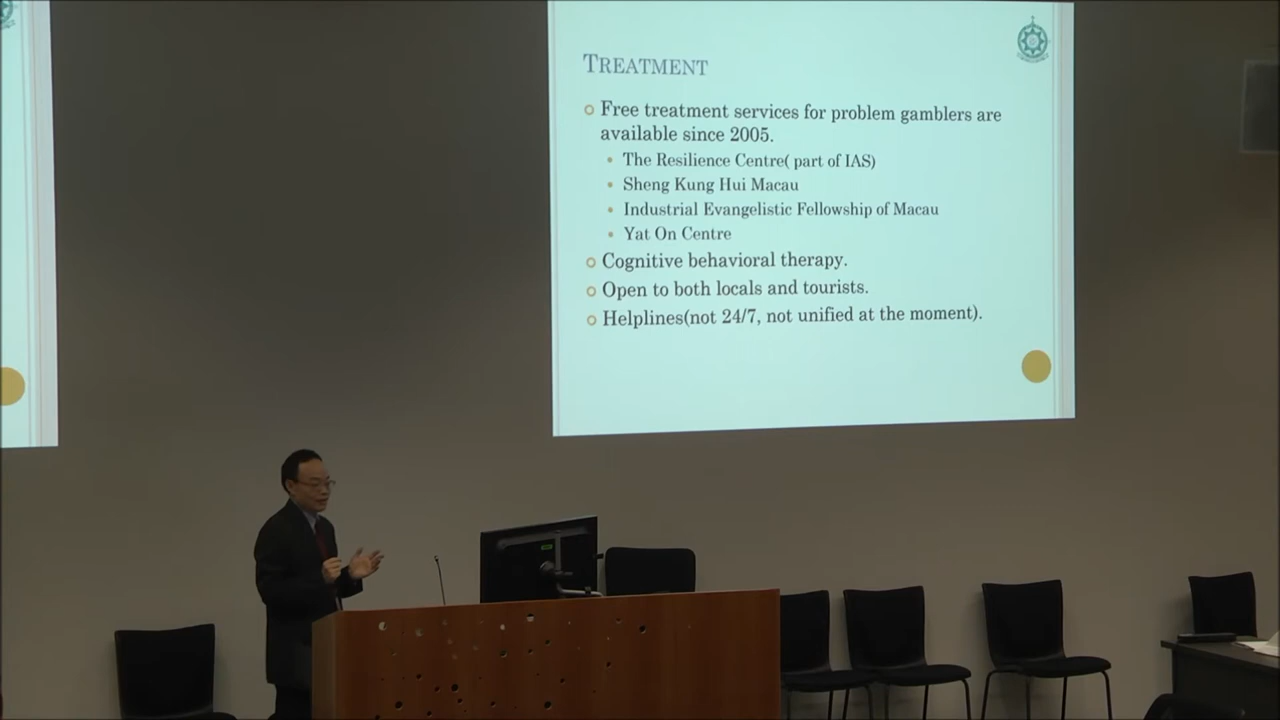 TREATMENT
Free treatment services for problem gamblers are
available since 2005.
The Resilience Centre( part of IAS)
Sheng Kung Hui Macau
Industrial Evangelistic Fellowship of Macau
Yat On Centre
Cognitive behavioral therapy.
Open to both locals and tourists.
Helplines(not 24/7, not unified at the moment).